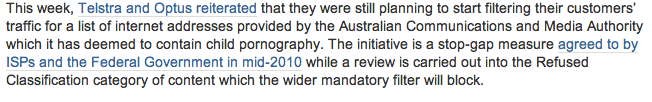 This week, Telstra and Optus reiterated that they were still planning to start filtering their customers'
traffic for a list of internet addresses provided by the Australian Communications and Media Authority
which it has deemed to contain child pornography. The initiative is a stop-gap measure agreed to by
ISPs and the Federal Government in mid-2010 while a review is carried out into the Refused
Classification category of content which the wider mandatory filter will block.